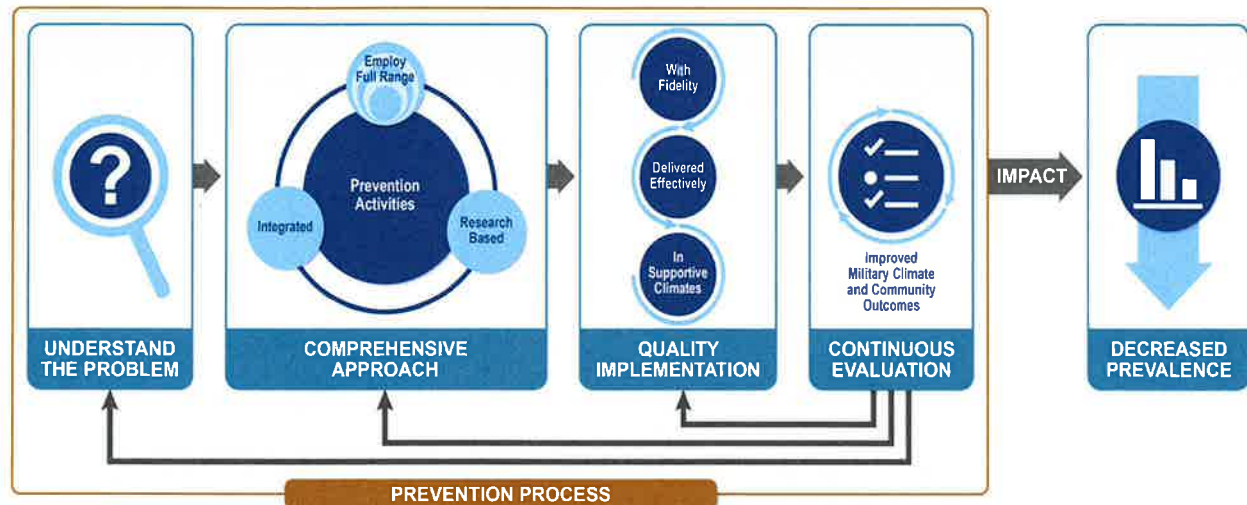 ?
UNDERSTAND
THE PROBLEM
Employ
Full Range
Prevention
Activities
Integrated
Research
Based
COMPREHENSIVE
APPROACH
With
Fidelity
Delivered
Effectively
In
Supportive
Climates
QUALITY
IMPLEMENTATION
Improved
Military Climate
and Community
Outcomes
CONTINUOUS
EVALUATION
IMPACT
DECREASED
PREVALENCE
PREVENTION PROCESS